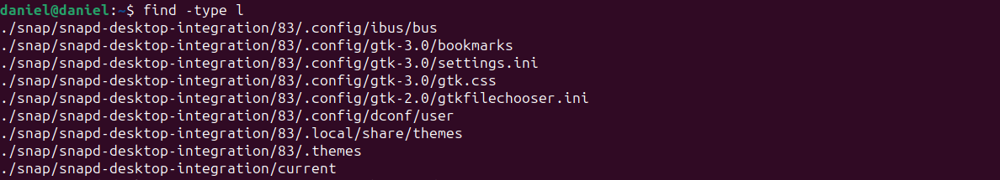 daniel@daniel:~$ find -type l
./snap/snapd-desktop-integration/83/.config/ibus/bus
./snap/snapd-desktop-integration/83/.config/gtk-3.0/bookmarks
./snap/snapd-desktop-integration/83/.config/gtk-3.0/settings.ini
./snap/snapd-desktop-integration/83/.config/gtk-3.0/gtk.css
./snap/snapd-desktop-integration/83/.config/gtk-2.0/gtkfilechooser.ini
./snap/snapd-desktop-integration/83/.config/dconf/user
./snap/snapd-desktop-integration/83/.local/share/themes
./snap/snapd-desktop-integration/83/.themes
./snap/snapd-desktop-integration/current